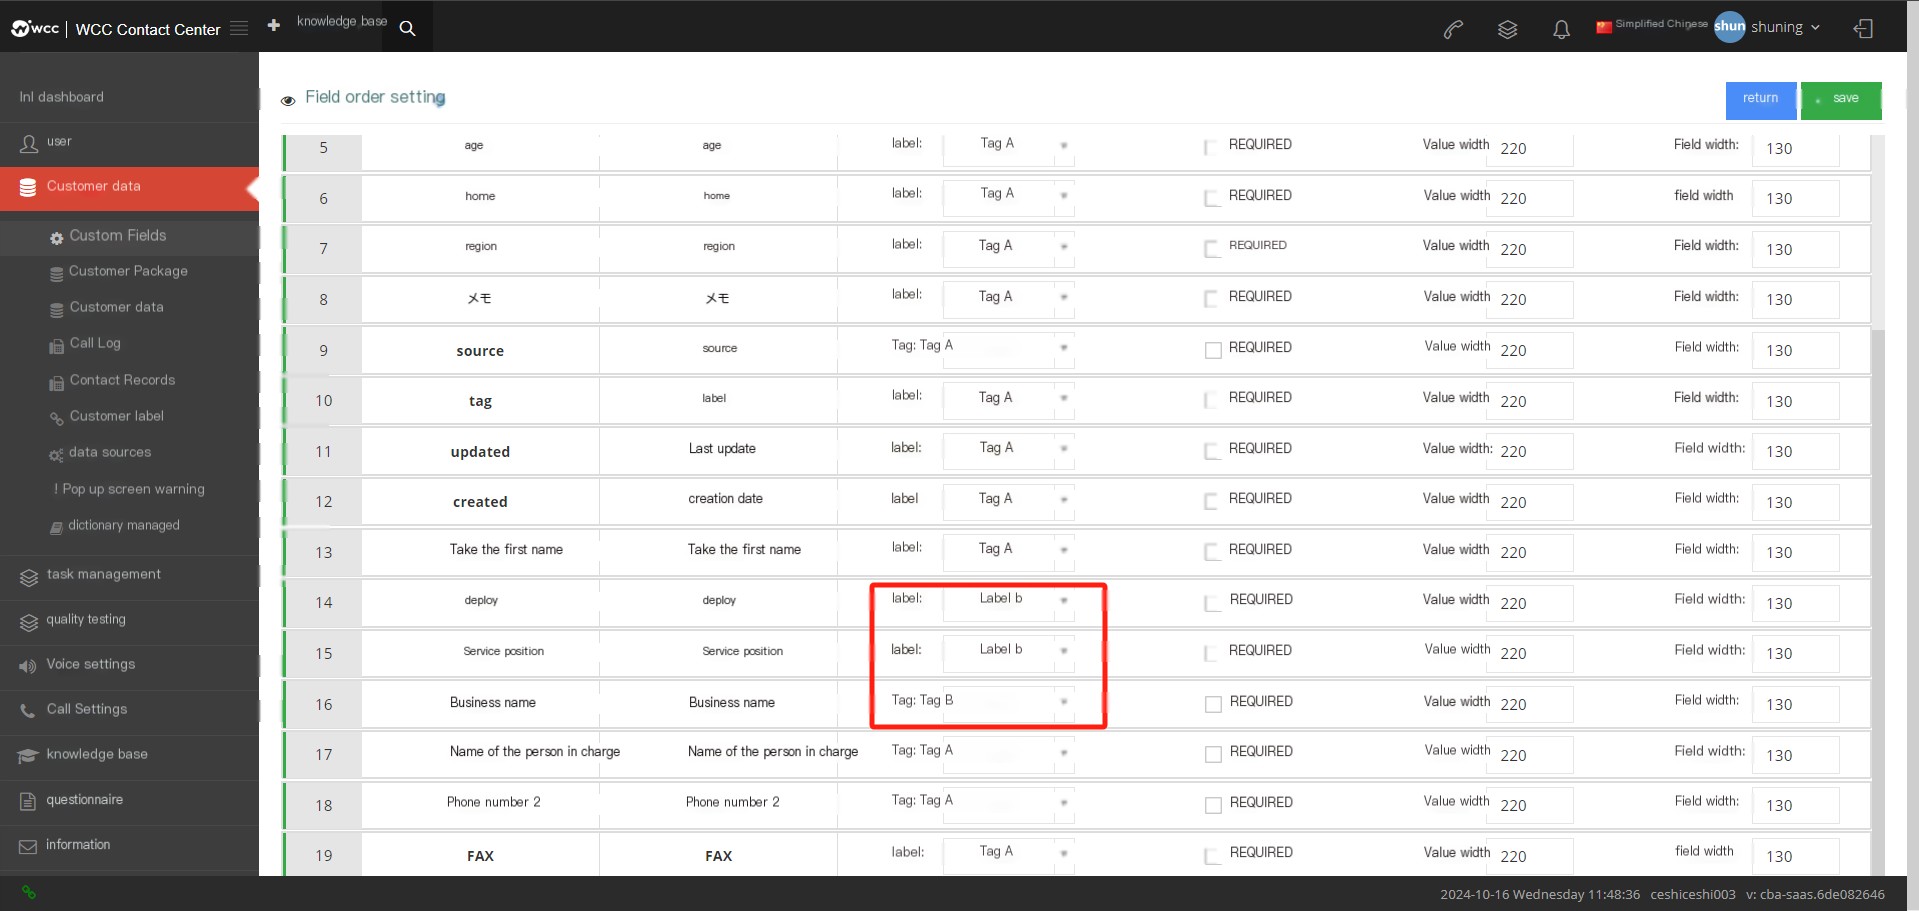 wcc | WCC Contact Center
knowledge base
Simplified Chinese
shun
shuning
Inl dashboard
user
Customer data
Custom Fields
Customer Package
Customer data
Call Log
Contact Records
Customer label
data sources
! Pop up screen warning
dictionary managed
task management
quality testing
Voice settings
Call Settings
knowledge base
questionnaire
information
Field order setting
return
save
5 age age label: Tag A REQUIRED Value width 220 Field width: 130
6 home home label: Tag A REQUIRED Value width 220 field width 130
7 region region label: Tag A REQUIRED Value width 220 Field width: 130
8 メモ メモ label: Tag A REQUIRED Value width 220 Field width: 130
9 source source Tag: Tag A REQUIRED Value width 220 Field width: 130
10 tag label label: Tag A REQUIRED Value width 220 Field width: 130
11 updated Last update label: Tag A REQUIRED Value width: 220 Field width: 130
12 created creation date label Tag A REQUIRED Value width 220 Field width: 130
13 Take the first name Take the first name label: Tag A REQUIRED Value width 220 Field width: 130
14 deploy deploy label: Label b REQUIRED Value width 220 Field width: 130
15 Service position Service position label: Label b REQUIRED Value width 220 Field width: 130
16 Business name Business name Tag: Tag B REQUIRED Value width 220 Field width: 130
17 Name of the person in charge Name of the person in charge Tag: Tag A REQUIRED Value width 220 Field width: 130
18 Phone number 2 Phone number 2 Tag: Tag A REQUIRED Value width 220 Field width: 130
19 FAX FAX label: Tag A REQUIRED Value width 220 field width 130
2024-10-16 Wednesday 11:48:36 ceshiceshi003 v: cba-saas.6de082646